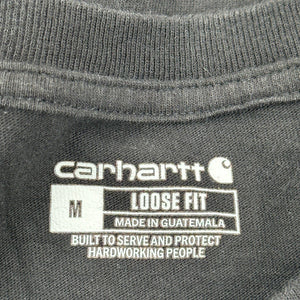 carhartt
M LOOSE FIT
MADE IN GUATEMALA
BUILT TO SERVE AND PROTECT
HARDWORKING PEOPLE